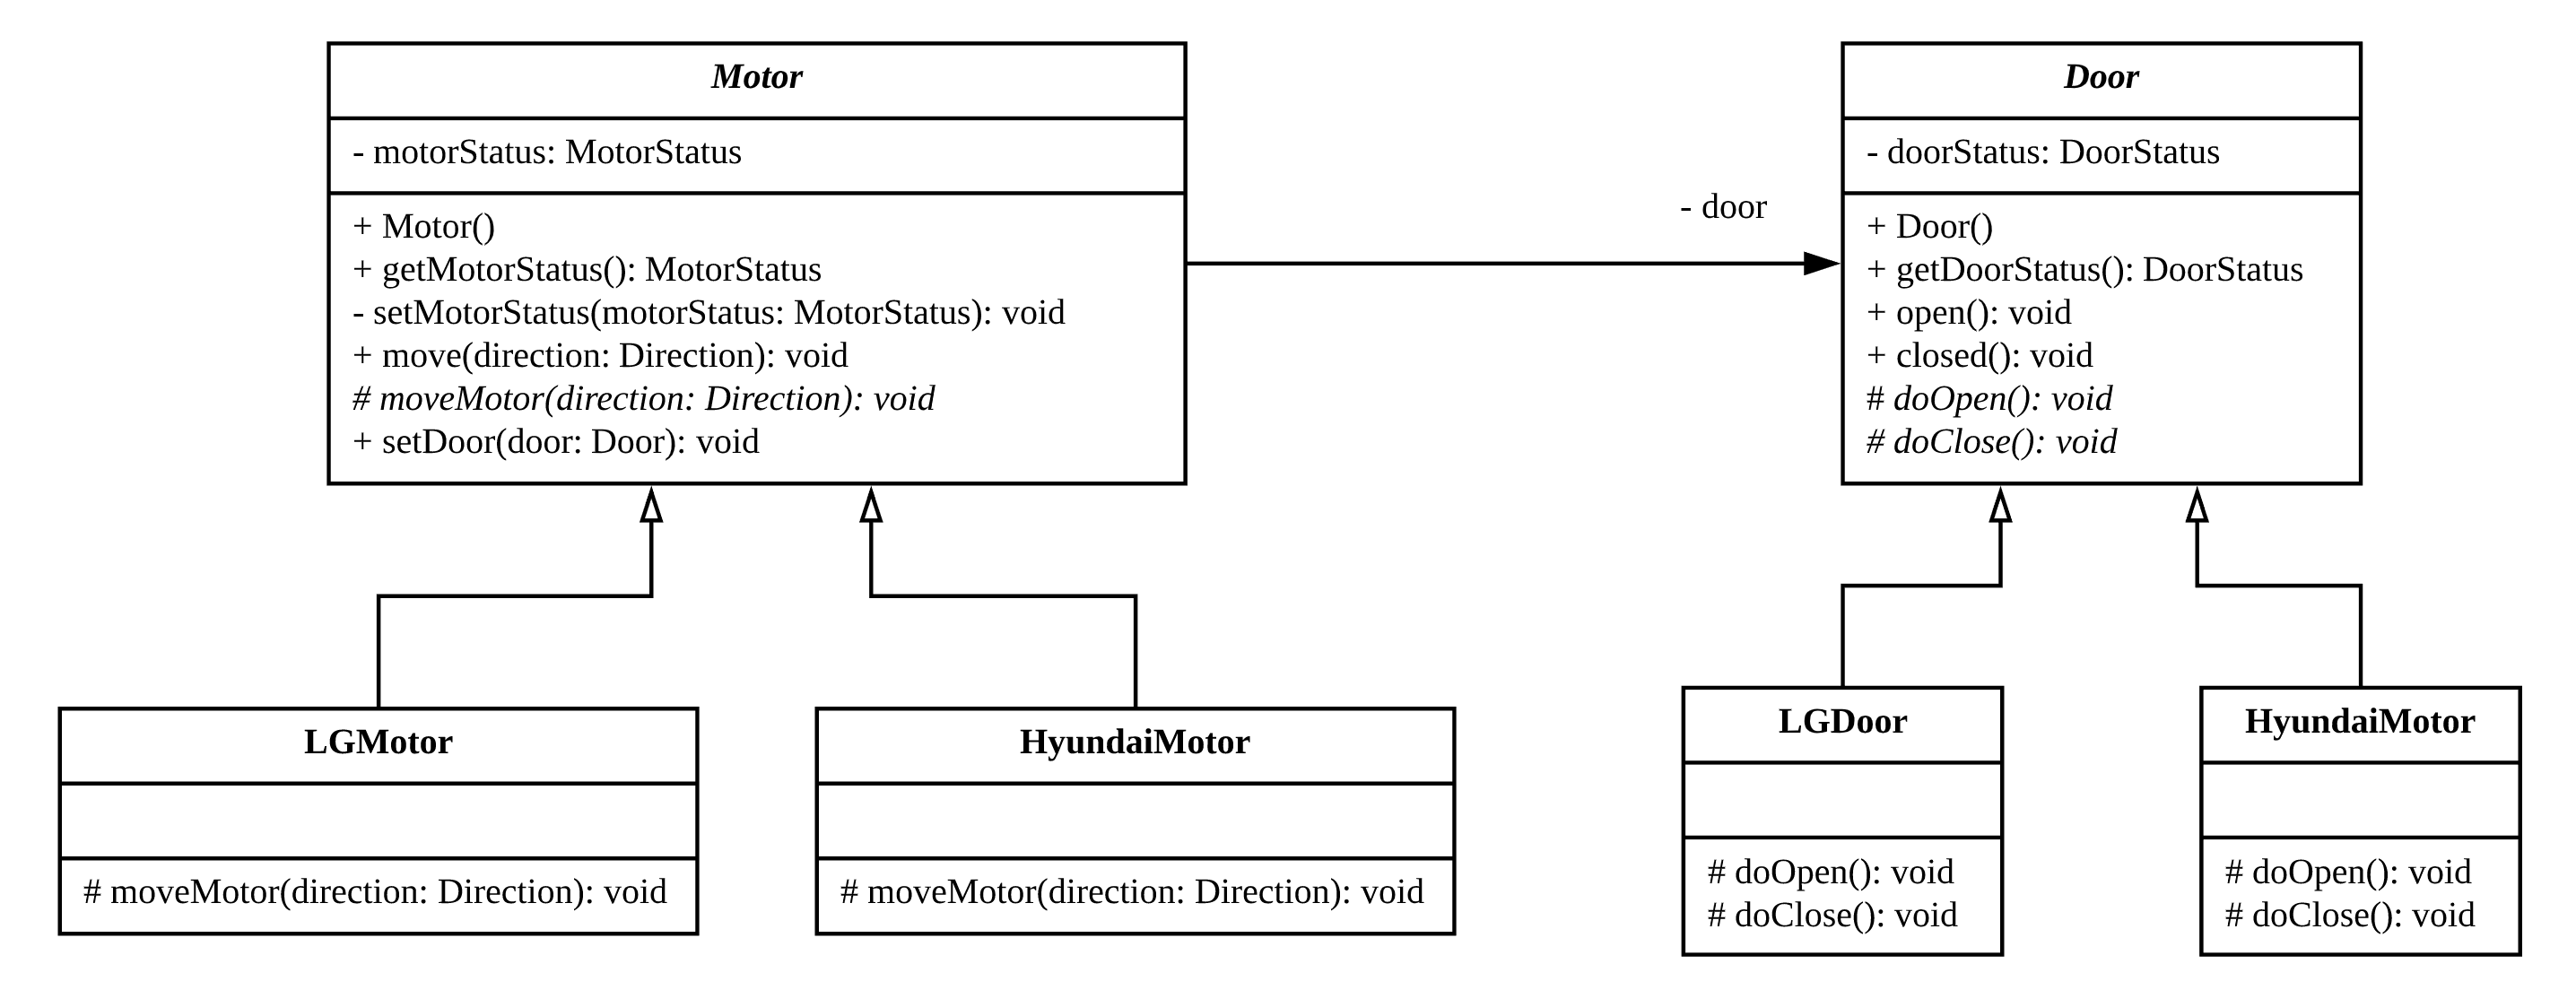 Motor
- motorStatus: MotorStatus
+ Motor()
+ getMotorStatus(): MotorStatus
- setMotorStatus(motorStatus: MotorStatus): void
+ move(direction: Direction): void
# moveMotor(direction: Direction): void
+ setDoor(door: Door): void
- door
Door
- doorStatus: DoorStatus
+ Door()
+ getDoorStatus(): DoorStatus
+ open(): void
+ closed(): void
# doOpen(): void
# doClose(): void
LGMotor
# moveMotor(direction: Direction): void
HyundaiMotor
# moveMotor(direction: Direction): void
LGDoor
# doOpen(): void
# doClose(): void
HyundaiMotor
# doOpen(): void
# doClose(): void